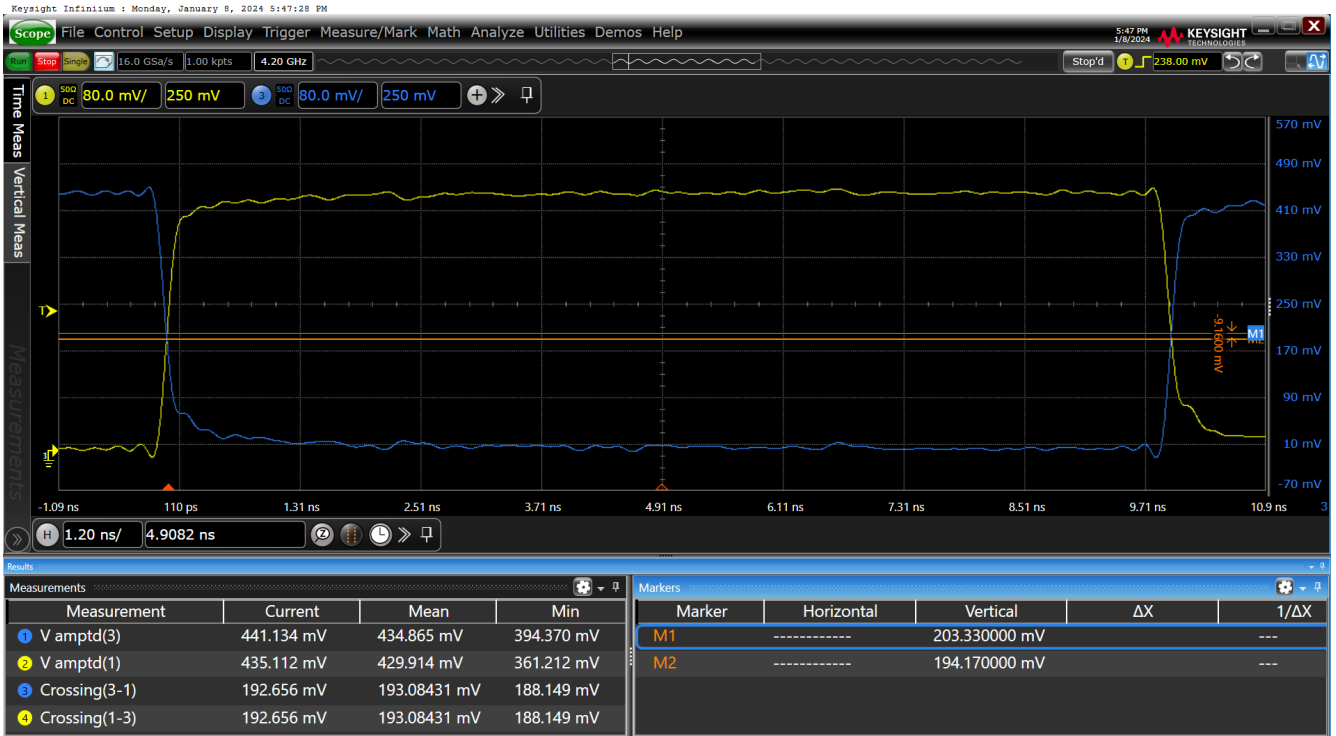 Keysight Infiniium : Monday, January 8, 2024 5:47:28 PM
Scope File Control Setup Display Trigger Measure/Mark Math Analyze Utilities Demos Help 5:47 PM 1/8/2024 KEYSIGHT TECHNOLOGIES X
Run Stop Single 16.0 GSa/s 1.00 kpts 4.20 GHz Stop'd T 238.00 mV
1 50Ω DC 80.0 mV/ 250 mV 3 50Ω DC 80.0 mV/ 250 mV
Time Meas
Vertical Meas
Measurements
570 mV
490 mV
410 mV
330 mV
T 250 mV
-9.1600 mV M1
M2
170 mV
90 mV
10 mV
-70 mV
-1.09 ns 110 ps 1.31 ns 2.51 ns 3.71 ns 4.91 ns 6.11 ns 7.31 ns 8.51 ns 9.71 ns 10.9 ns 3
H 1.20 ns/ 4.9082 ns Z
Results
Measurements
Measurement Current Mean Min
1 V amptd(3) 441.134 mV 434.865 mV 394.370 mV
2 V amptd(1) 435.112 mV 429.914 mV 361.212 mV
3 Crossing(3-1) 192.656 mV 193.08431 mV 188.149 mV
4 Crossing(1-3) 192.656 mV 193.08431 mV 188.149 mV
Markers
Marker Horizontal Vertical ΔX 1/ΔX
M1 ------------ 203.330000 mV ---
M2 ------------ 194.170000 mV ---